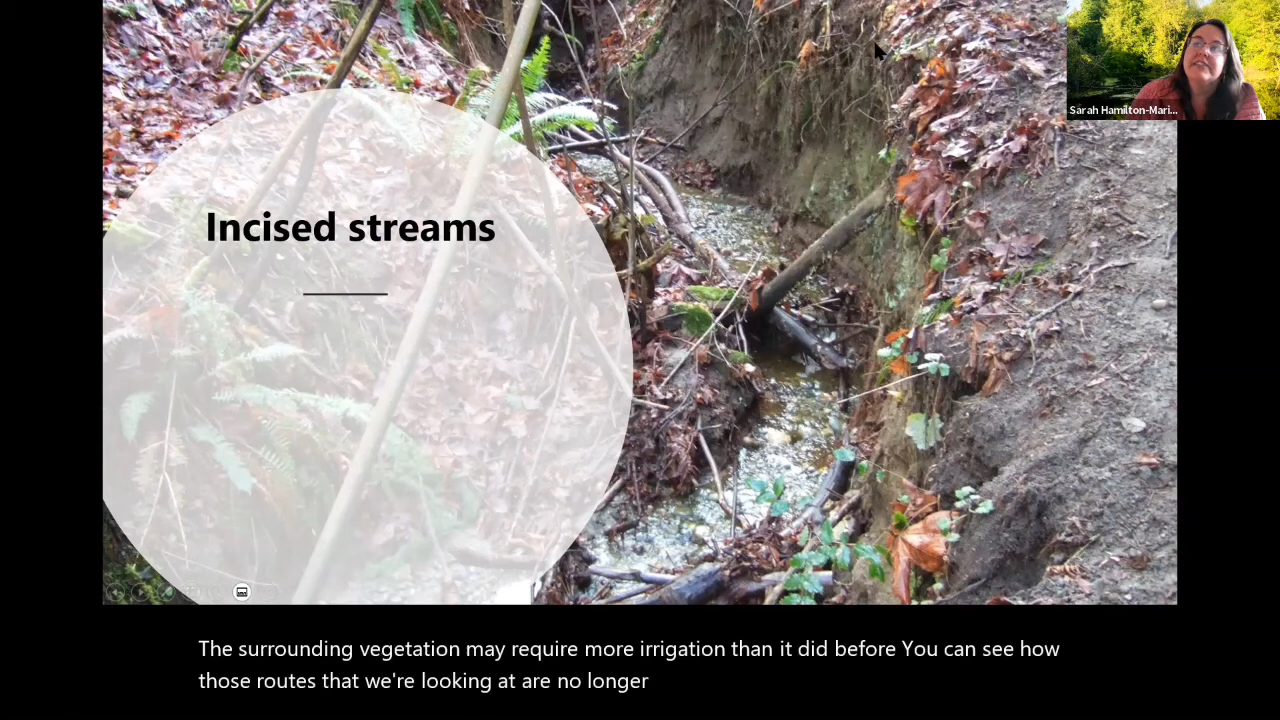 Sarah Hamilton-Mari...
Incised streams
The surrounding vegetation may require more irrigation than it did before You can see how
those routes that we're looking at are no longer